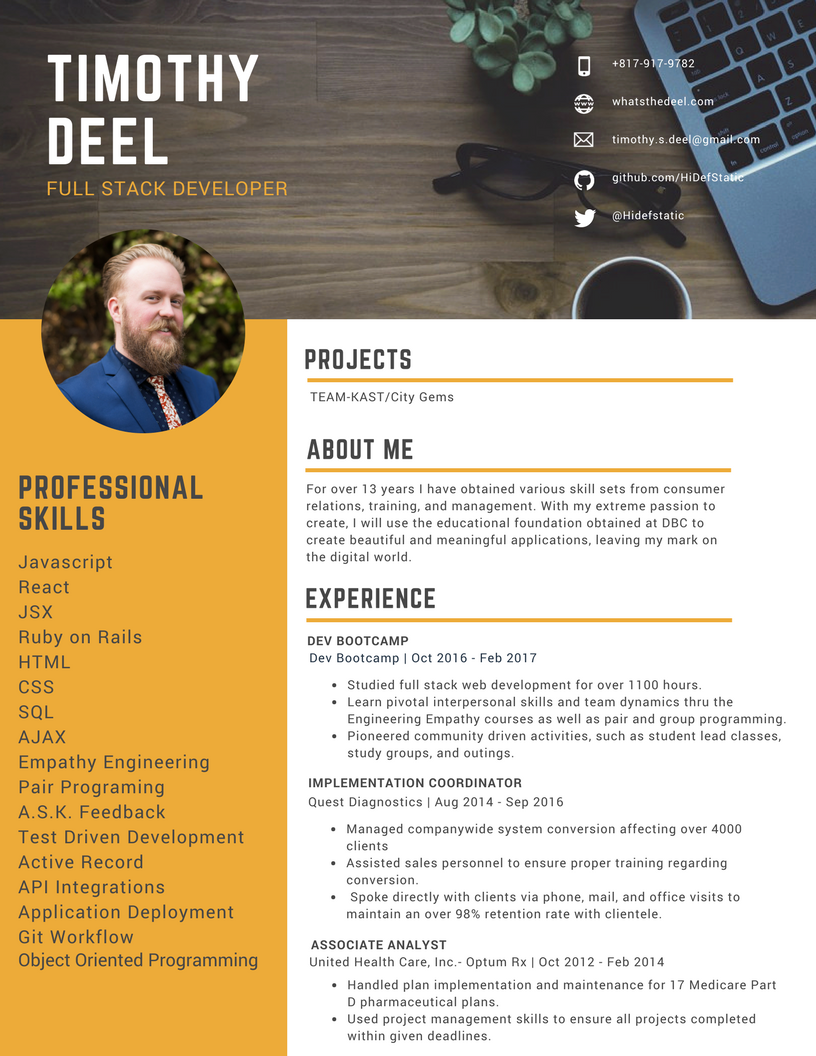 TIMOTHY
DEEL
FULL STACK DEVELOPER
+817-917-9782
whatsthedeel.com
timothy.s.deel@gmail.com
github.com/HiDefStatic
@Hidefstatic
PROFESSIONAL
SKILLS
Javascript
React
JSX
Ruby on Rails
HTML
CSS
SQL
AJAX
Empathy Engineering
Pair Programing
A.S.K. Feedback
Test Driven Development
Active Record
API Integrations
Application Deployment
Git Workflow
Object Oriented Programming
PROJECTS
TEAM-KAST/City Gems
ABOUT ME
For over 13 years I have obtained various skill sets from consumer
relations, training, and management. With my extreme passion to
create, I will use the educational foundation obtained at DBC to
create beautiful and meaningful applications, leaving my mark on
the digital world.
EXPERIENCE
DEV BOOTCAMP
Dev Bootcamp | Oct 2016 - Feb 2017
• Studied full stack web development for over 1100 hours.
• Learn pivotal interpersonal skills and team dynamics thru the
Engineering Empathy courses as well as pair and group programming.
• Pioneered community driven activities, such as student lead classes,
study groups, and outings.
IMPLEMENTATION COORDINATOR
Quest Diagnostics | Aug 2014 - Sep 2016
• Managed companywide system conversion affecting over 4000
clients
• Assisted sales personnel to ensure proper training regarding
conversion.
• Spoke directly with clients via phone, mail, and office visits to
maintain an over 98% retention rate with clientele.
ASSOCIATE ANALYST
United Health Care, Inc.- Optum Rx | Oct 2012 - Feb 2014
• Handled plan implementation and maintenance for 17 Medicare Part
D pharmaceutical plans.
• Used project management skills to ensure all projects completed
within given deadlines.